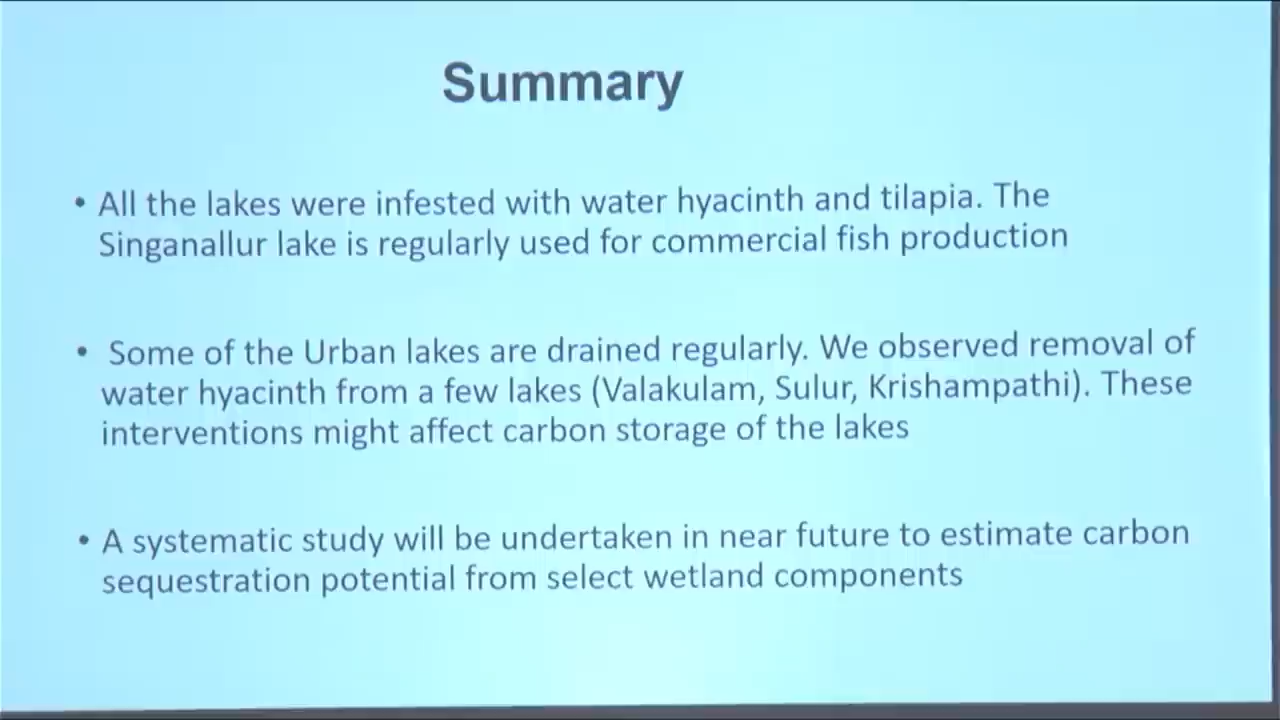 Summary
• All the lakes were infested with water hyacinth and tilapia. The
Singanallur lake is regularly used for commercial fish production
• Some of the Urban lakes are drained regularly. We observed removal of
water hyacinth from a few lakes (Valakulam, Sulur, Krishampathi). These
interventions might affect carbon storage of the lakes
• A systematic study will be undertaken in near future to estimate carbon
sequestration potential from select wetland components